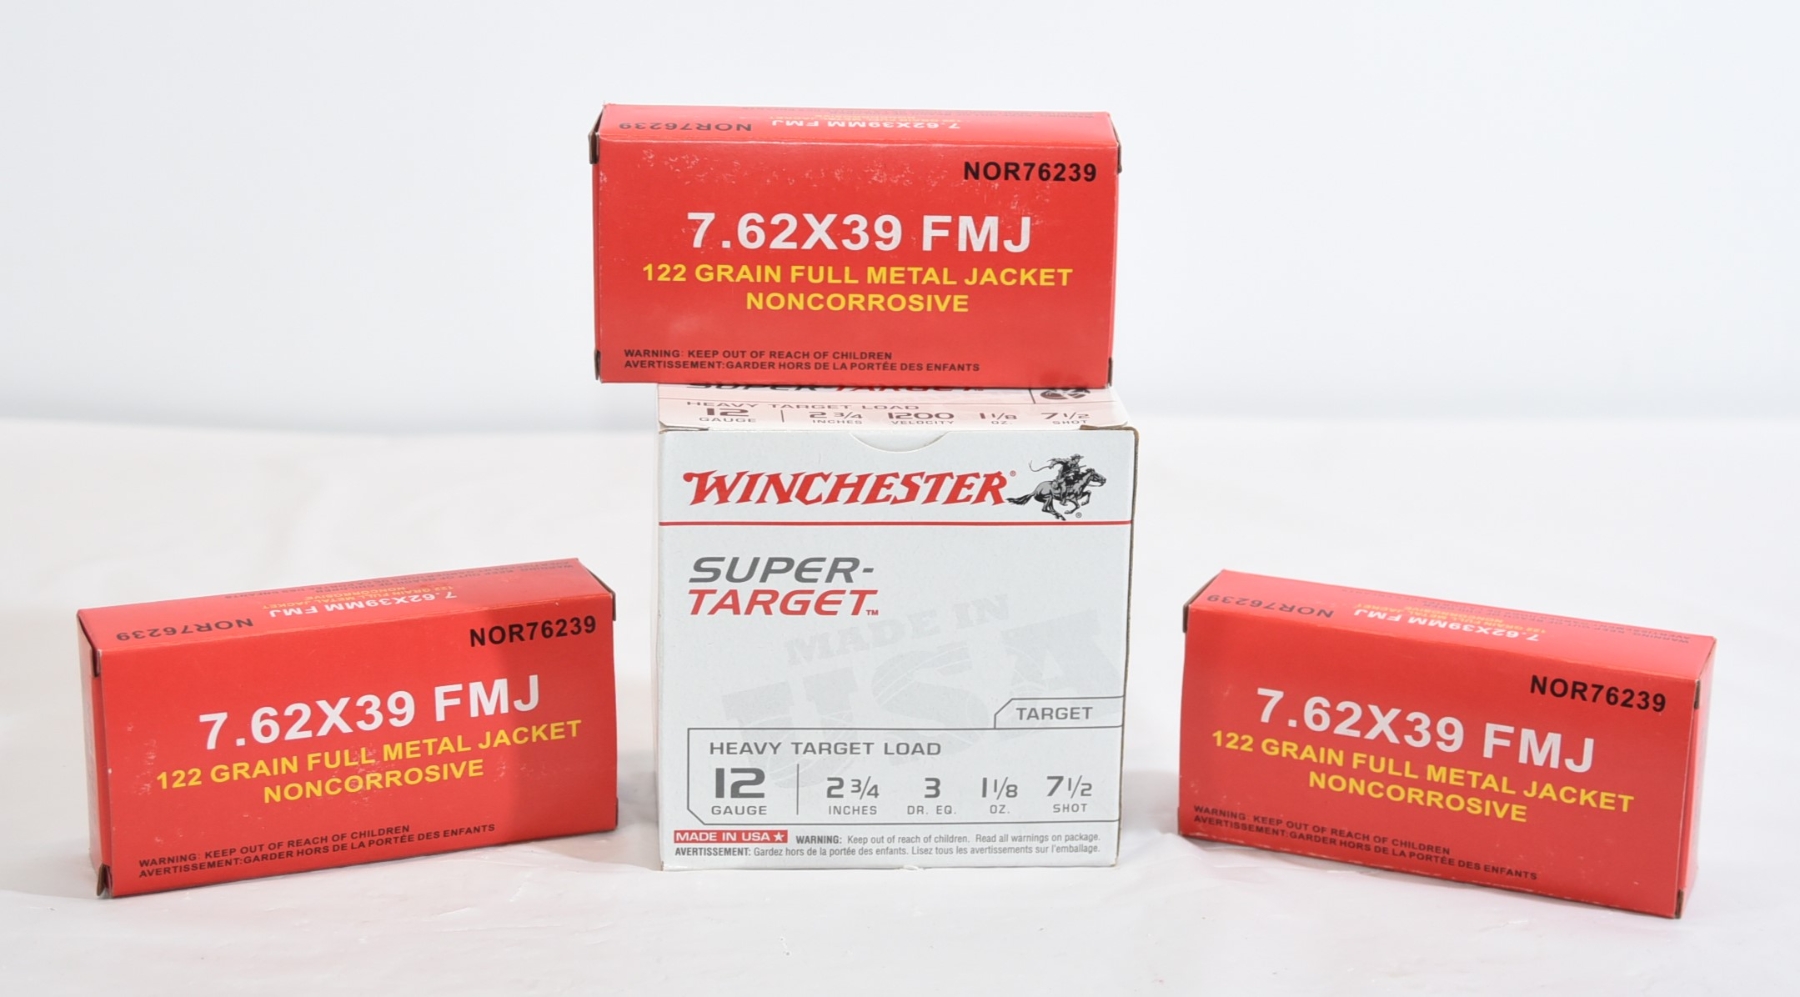 NOR76239 7.62X39MM FMJ
NOR76239
7.62X39 FMJ
122 GRAIN FULL METAL JACKET
NONCORROSIVE
WARNING: KEEP OUT OF REACH OF CHILDREN
AVERTISSEMENT:GARDER HORS DE LA PORTÉE DES ENFANTS
SUPER-TARGET
HEAVY TARGET LOAD
12 2 3/4 1200 1 1/8 7 1/2
GAUGE INCHES VELOCITY OZ. SHOT
WINCHESTER®
SUPER-
TARGET™
MADE IN
USA
TARGET
HEAVY TARGET LOAD
12 2 3/4 3 1 1/8 7 1/2
GAUGE INCHES DR. EQ. OZ. SHOT
MADE IN USA★ WARNING: Keep out of reach of children. Read all warnings on package.
AVERTISSEMENT: Gardez hors de la portée des enfants. Lisez tous les avertissements sur l'emballage.
122 GRAIN FULL METAL JACKET
NOR76239 7.62X39MM FMJ
NOR76239
7.62X39 FMJ
122 GRAIN FULL METAL JACKET
NONCORROSIVE
WARNING: KEEP OUT OF REACH OF CHILDREN
AVERTISSEMENT:GARDER HORS DE LA PORTÉE DES ENFANTS
NOR76239 7.62X39MM FMJ
NOR76239
7.62X39 FMJ
122 GRAIN FULL METAL JACKET
NONCORROSIVE
WARNING: KEEP OUT OF REACH OF CHILDREN
AVERTISSEMENT:GARDER HORS DE LA PORTÉE DES ENFANTS